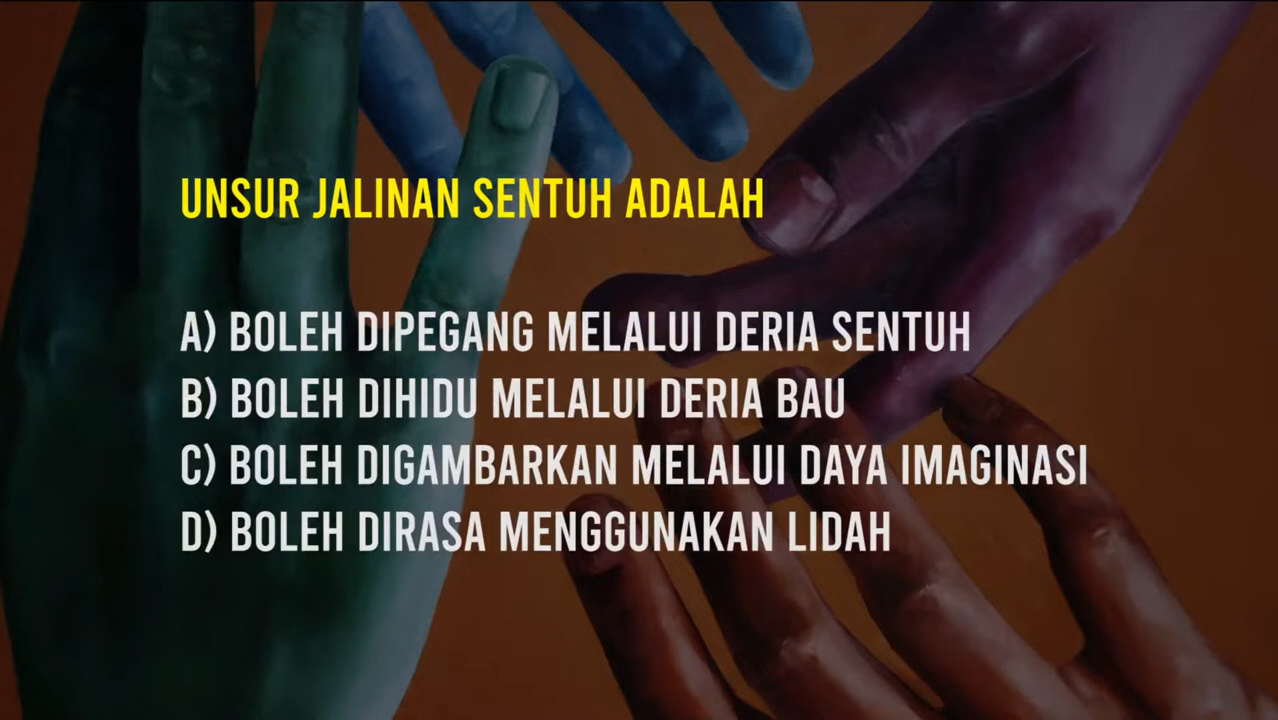 UNSUR JALINAN SENTUH ADALAH
A) BOLEH DIPEGANG MELALUI DERIA SENTUH
B) BOLEH DIHIDU MELALUI DERIA BAU
C) BOLEH DIGAMBARKAN MELALUI DAYA IMAGINASI
D) BOLEH DIRASA MENGGUNAKAN LIDAH